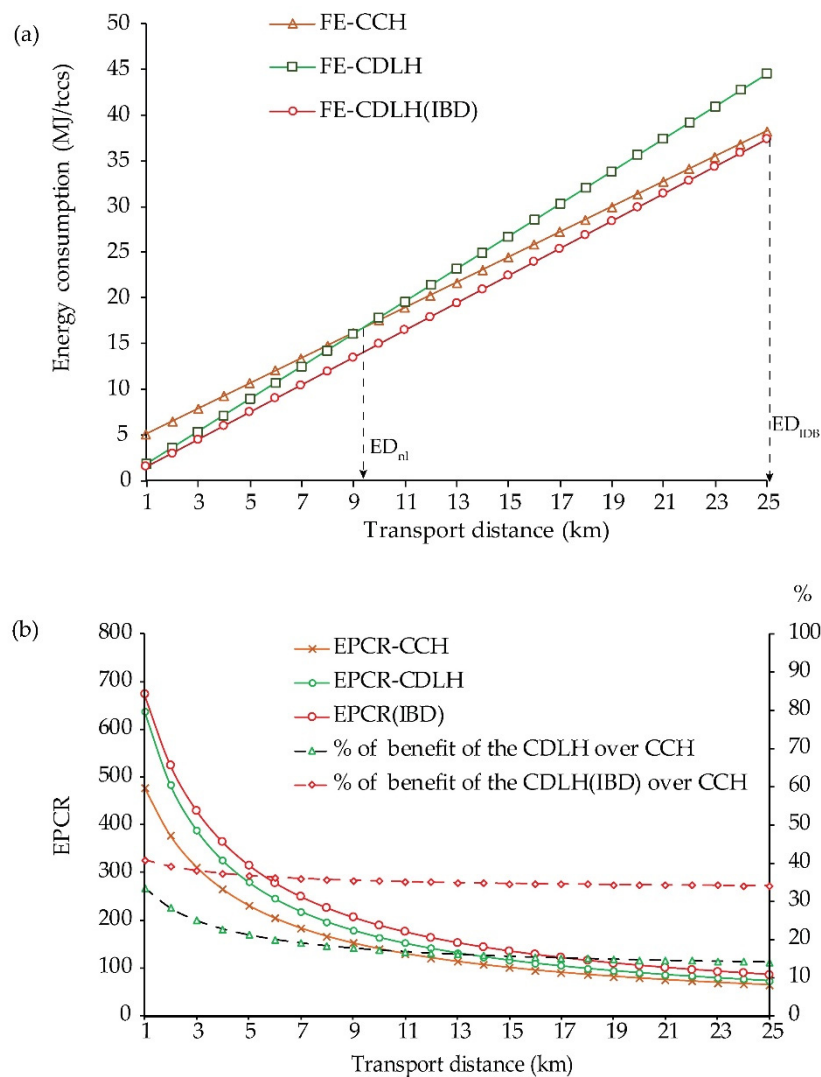 (a)
FE-CCH
FE-CDLH
FE-CDLH(IBD)
Energy consumption (MJ/tccs)
50
45
40
35
30
25
20
15
10
5
0
ED_nl
ED_IDB
1 3 5 7 9 11 13 15 17 19 21 23 25
Transport distance (km)
(b)
%
EPCR-CCH
EPCR-CDLH
EPCR(IBD)
% of benefit of the CDLH over CCH
% of benefit of the CDLH(IBD) over CCH
EPCR
800
700
600
500
400
300
200
100
0
100
90
80
70
60
50
40
30
20
10
0
1 3 5 7 9 11 13 15 17 19 21 23 25
Transport distance (km)